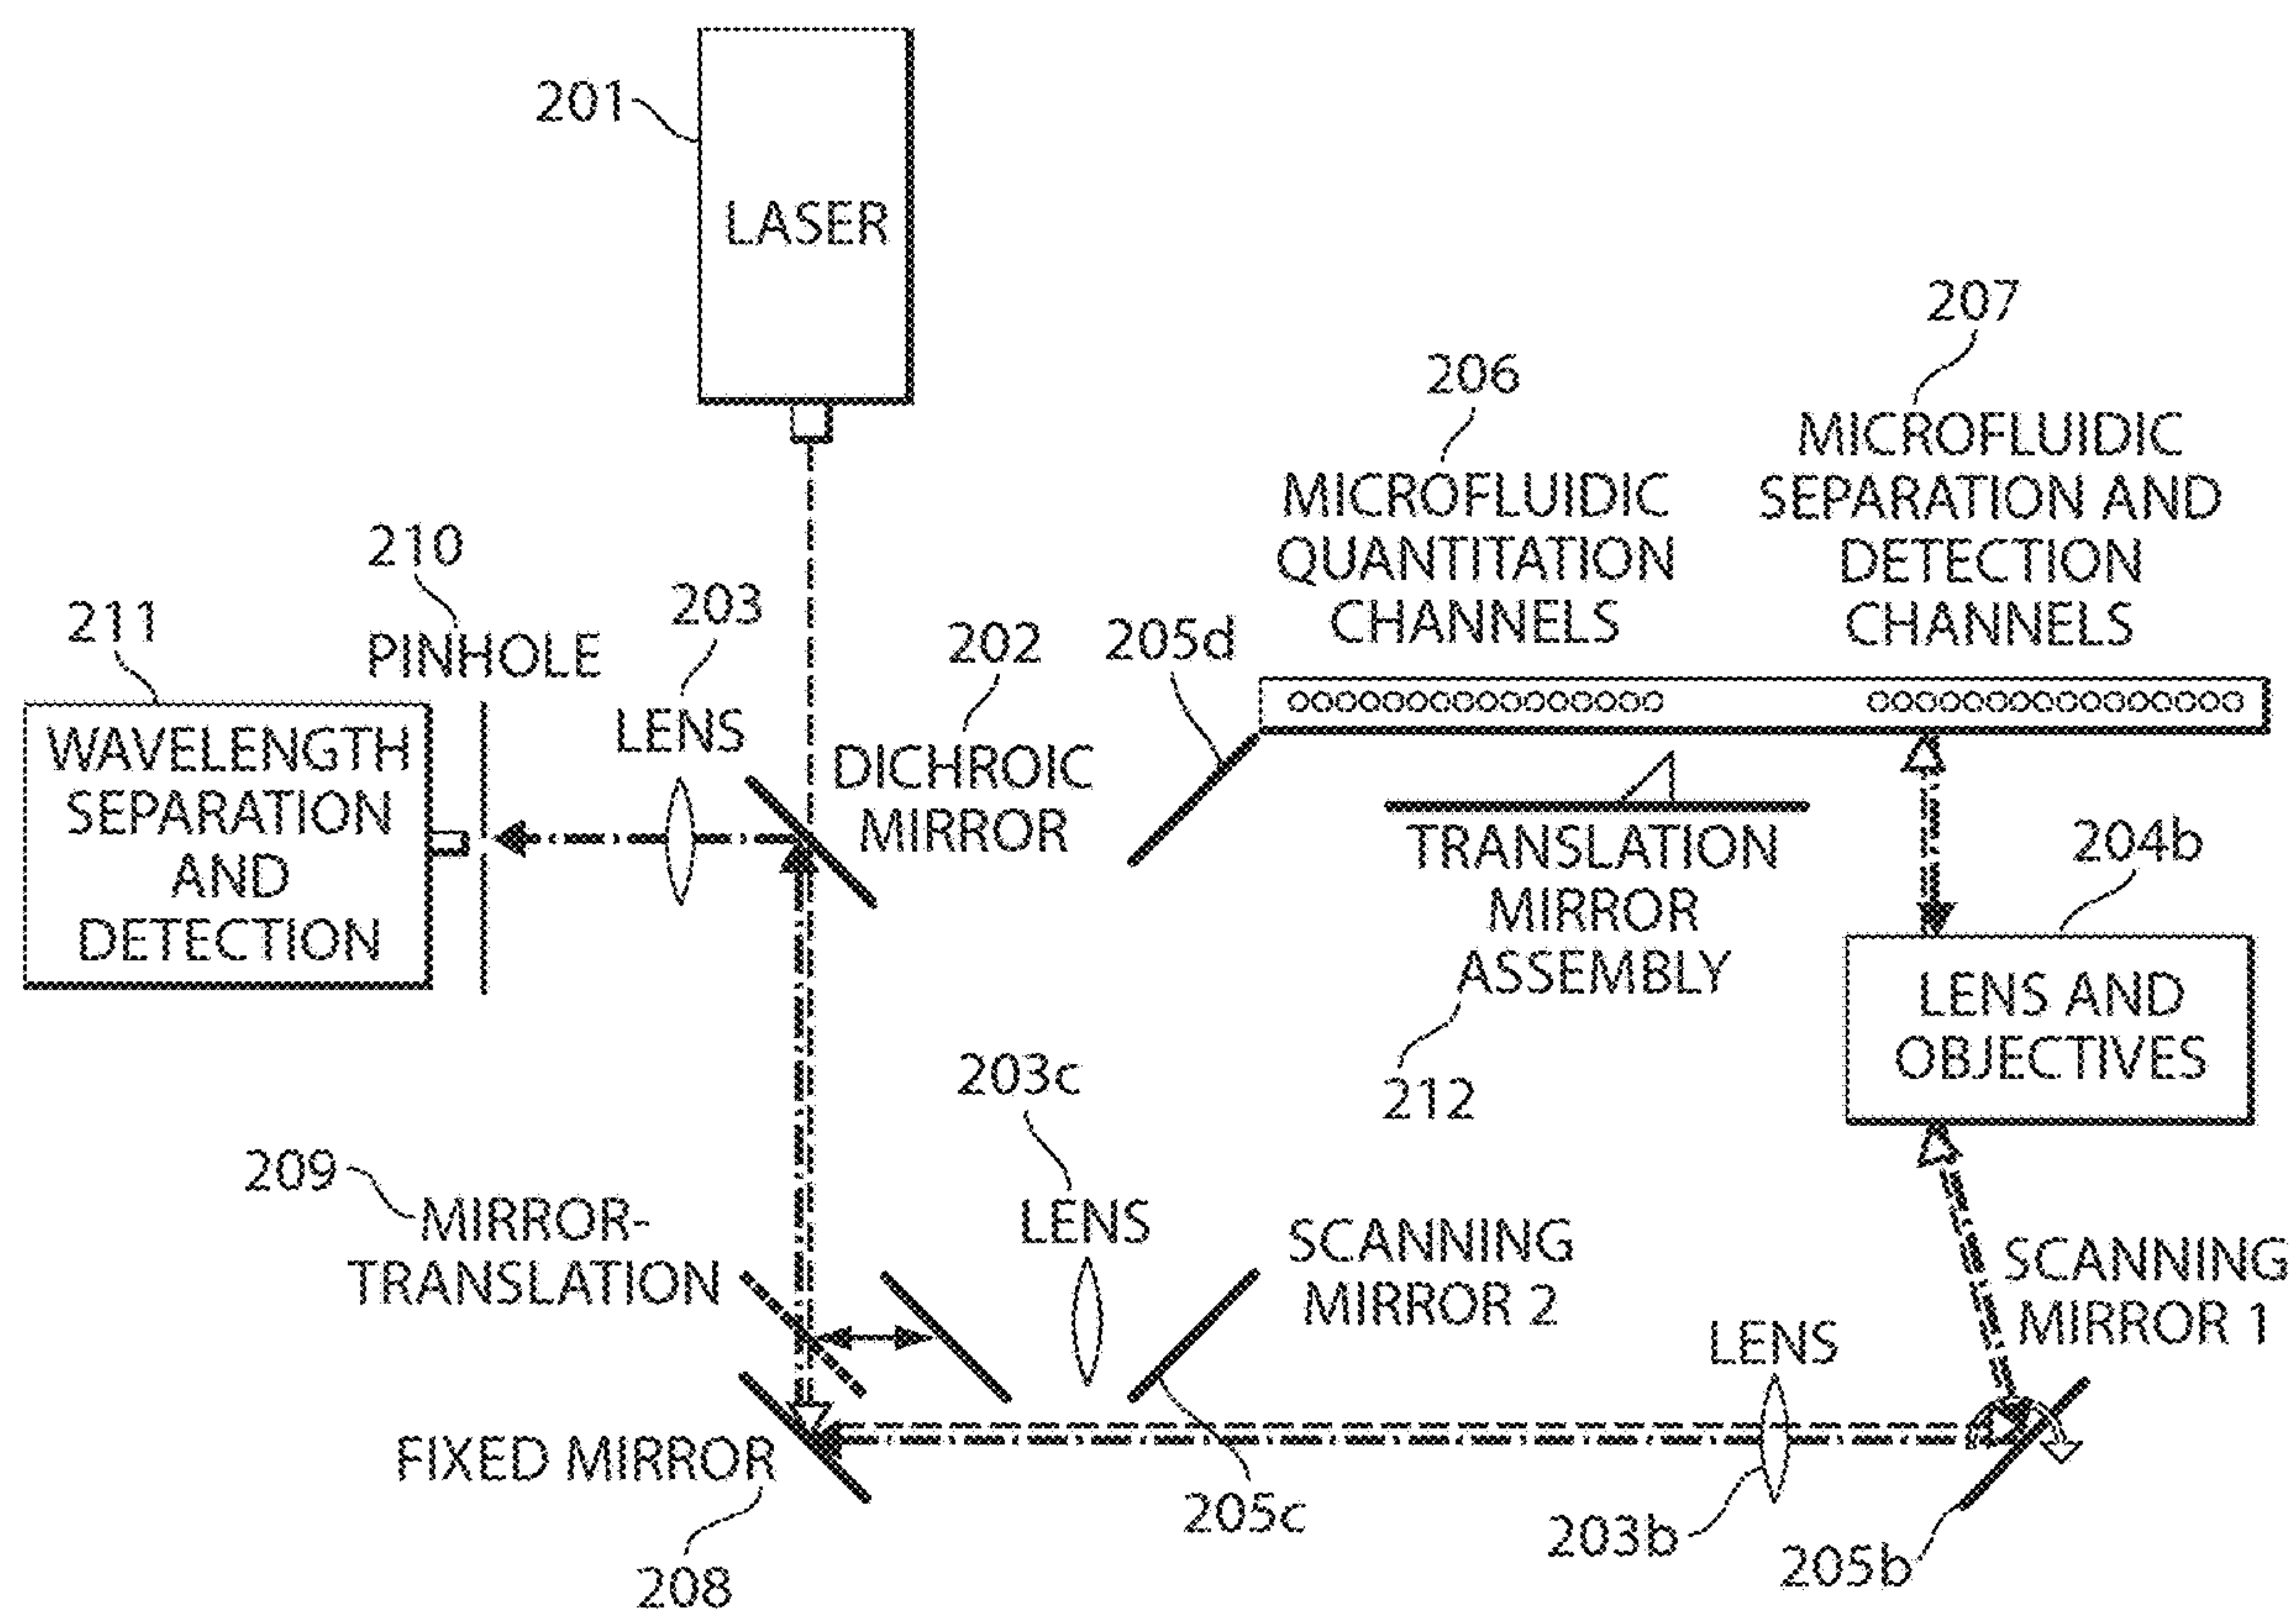 201
LASER
207
206
MICROFLUIDIC
QUANTITATION
CHANNELS
MICROFLUIDIC
SEPARATION AND
DETECTION
CHANNELS
210
PINHOLE
203
LENS
202
DICHROIC
MIRROR
205d
211
WAVELENGTH
SEPARATION
AND
DETECTION
TRANSLATION
MIRROR
ASSEMBLY
212
204b
LENS AND
OBJECTIVES
203c
LENS
209
MIRROR-
TRANSLATION
SCANNING
MIRROR 2
SCANNING
MIRROR 1
LENS
FIXED MIRROR
208
205c
203b
205b